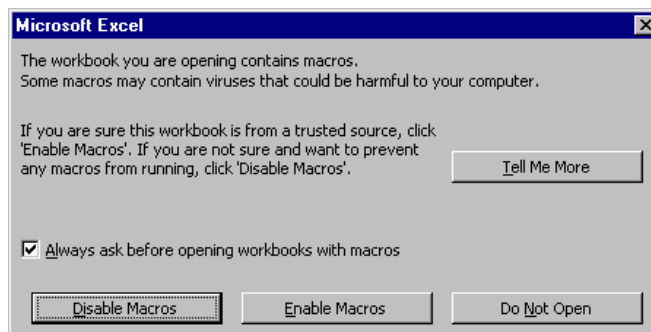 Microsoft Excel
The workbook you are opening contains macros.
Some macros may contain viruses that could be harmful to your computer.
If you are sure this workbook is from a trusted source, click
'Enable Macros'. If you are not sure and want to prevent
any macros from running, click 'Disable Macros'.
Tell Me More
Always ask before opening workbooks with macros
Disable Macros
Enable Macros
Do Not Open